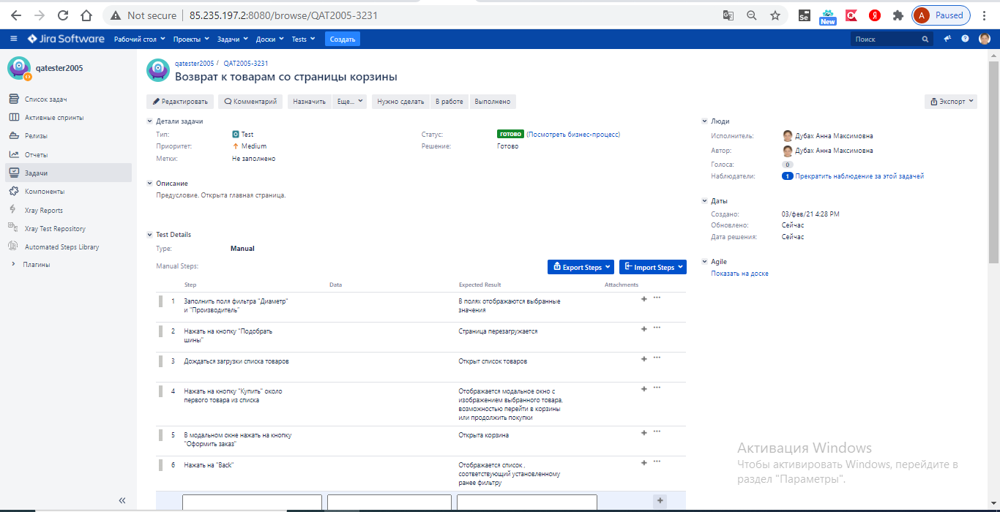 Not secure 85.235.197.2:8080/browse/QAT2005-3231 New A Paused
Jira Software Рабочий стол Проекты Задачи Доски Tests Создать Поиск
qatester2005
Список задач
Активные спринты
Релизы
Отчеты
Задачи
Компоненты
Xray Reports
Xray Test Repository
Automated Steps Library
Плагины
qatester2005 / QAT2005-3231
Возврат к товарам со страницы корзины
Редактировать Комментарий Назначить Еще... Нужно сделать В работе Выполнено Экспорт
Детали задачи
Тип: Test Статус: ГОТОВО (Посмотреть бизнес-процесс)
Приоритет: Medium Решение: Готово
Метки: Не заполнено
Описание
Предусловие. Открыта главная страница.
Test Details
Type: Manual
Manual Steps: Export Steps Import Steps
Step Data Expected Result Attachments
1 Заполнить поля фильтра "Диаметр" В полях отображаются выбранные
и "Производитель" значения
2 Нажать на кнопку "Подобрать Страница перезагружается
шины"
3 Дождаться загрузки списка товаров Открыт список товаров
4 Нажать на кнопку "Купить" около Отображается модальное окно с
первого товара из списка изображением выбранного товара,
возможностью перейти в корзины
или продолжить покупки
5 В модальном окне нажать на кнопку Открыта корзина
"Оформить заказ"
6 Нажать на "Back" Отображается список ,
соответствующий установленному
ранее фильтру
Люди
Исполнитель: Дубах Анна Максимовна
Автор: Дубах Анна Максимовна
Голоса: 0
Наблюдатели: 1 Прекратить наблюдение за этой задачей
Даты
Создано: 03/фев/21 4:28 PM
Обновлено: Сейчас
Дата решения: Сейчас
Agile
Показать на доске
Активация Windows
Чтобы активировать Windows, перейдите в
раздел "Параметры".